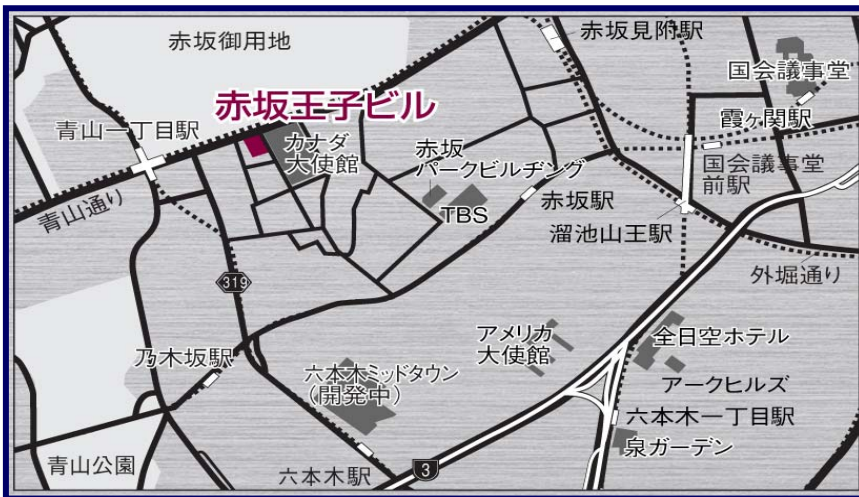 赤坂御用地
赤坂見附駅
国会議事堂
赤坂王子ビル
霞ヶ関駅
青山一丁目駅
カナダ
大使館
赤坂
パークビルヂング
国会議事堂
前駅
青山通り
TBS
赤坂駅
溜池山王駅
外堀通り
319
アメリカ
大使館
全日空ホテル
乃木坂駅
六本木ミッドタウン
（開発中）
アークヒルズ
六本木一丁目駅
泉ガーデン
青山公園
六本木駅
3